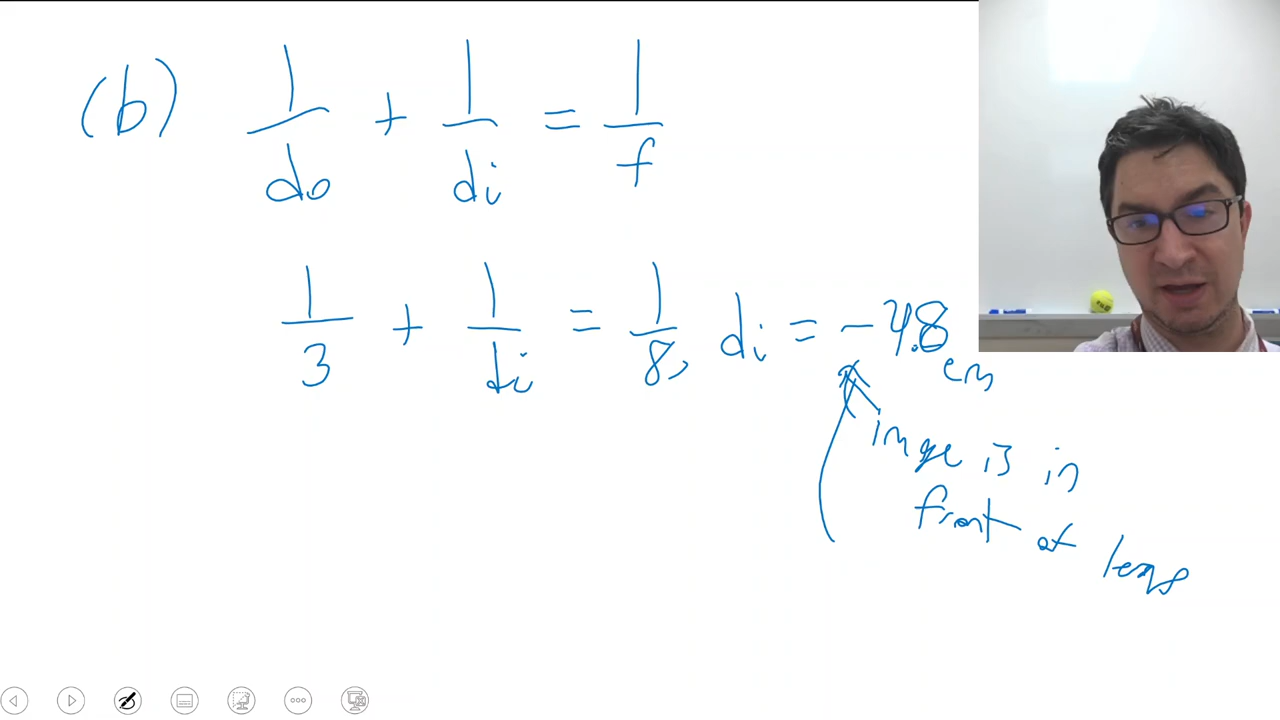 (b) 1/do + 1/di = 1/f
1/3 + 1/di = 1/8, di = -4.8 cm
image is in
front of lens